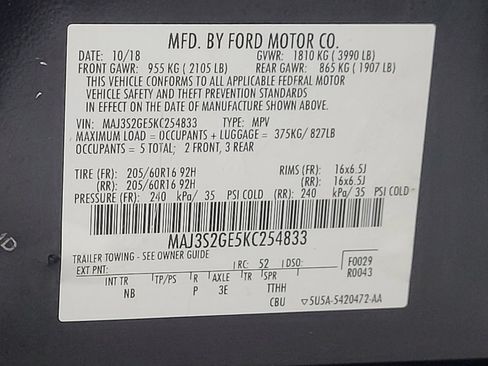 MFD. BY FORD MOTOR CO.
DATE: 10/18 GVWR: 1810 KG ( 3990 LB)
FRONT GAWR: 955 KG ( 2105 LB) REAR GAWR: 865 KG ( 1907 LB)
THIS VEHICLE CONFORMS TO ALL APPLICABLE FEDFRAL MOTOR
VEHICLE SAFETY AND THEFT PREVENTION STANDARDS
IN EFFECT ON THE DATE OF MANUFACTURE SHOWN ABOVE.
VIN: MAJ3S2GE5KC254833 TYPE: MPV
MAXIMUM LOAD = OCCUPANTS + LUGGAGE = 375KG/ 827LB
OCCUPANTS = 5 TOTAL; 2 FRONT, 3 REAR
TIRE (FR): 205/60R16 92H RIMS (FR): 16x6.5J
(RR): 205/60R16 92H (RR): 16x6.5J
PRESSURE (FR): 240 kPa/ 35 PSI COLD (RR): 240 kPa/ 35 PSI COLD
MAJ3S2GE5KC254833
TRAILER TOWING - SEE OWNER GUIDE
EXT PNT: RC: 52 DSO: F0029
R0043
INT TR TP/PS R AXLE TR SPR
NB P 3E TTHH
CBU 5U5A-5420472-AA